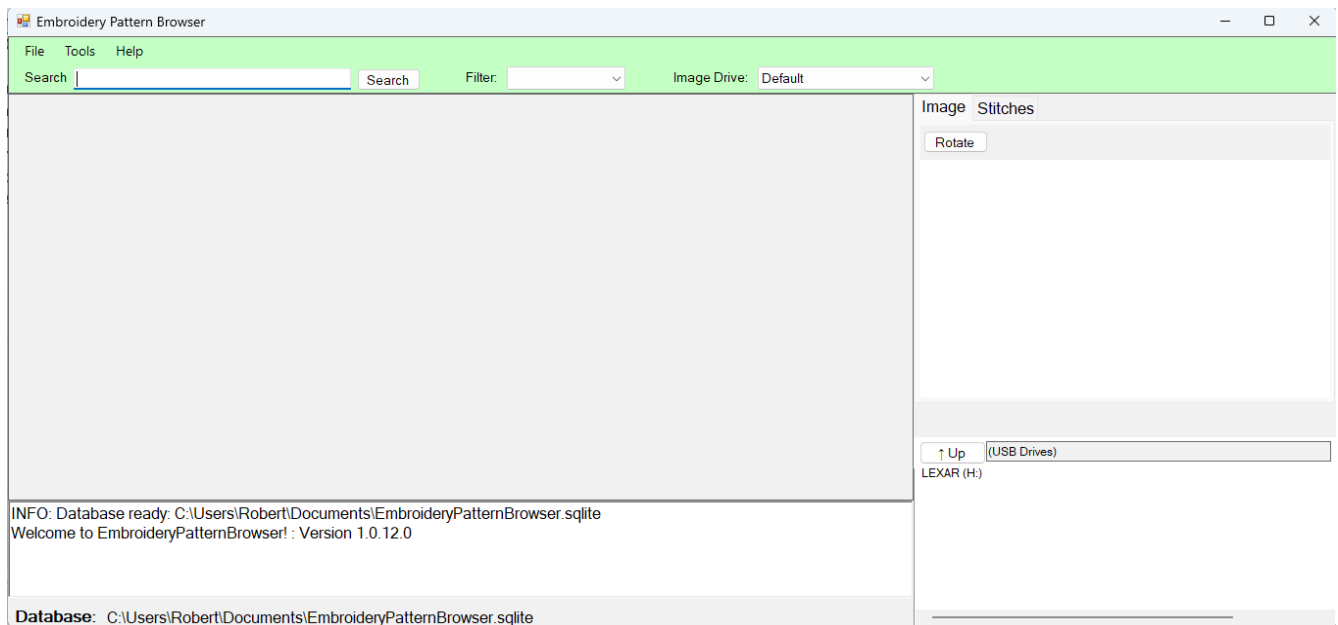 Embroidery Pattern Browser
File Tools Help
Search Search Filter: Image Drive: Default
Image Stitches
Rotate
↑ Up (USB Drives)
LEXAR (H:)
INFO: Database ready: C:\Users\Robert\Documents\EmbroideryPatternBrowser.sqlite
Welcome to EmbroideryPatternBrowser! : Version 1.0.12.0
Database: C:\Users\Robert\Documents\EmbroideryPatternBrowser.sqlite